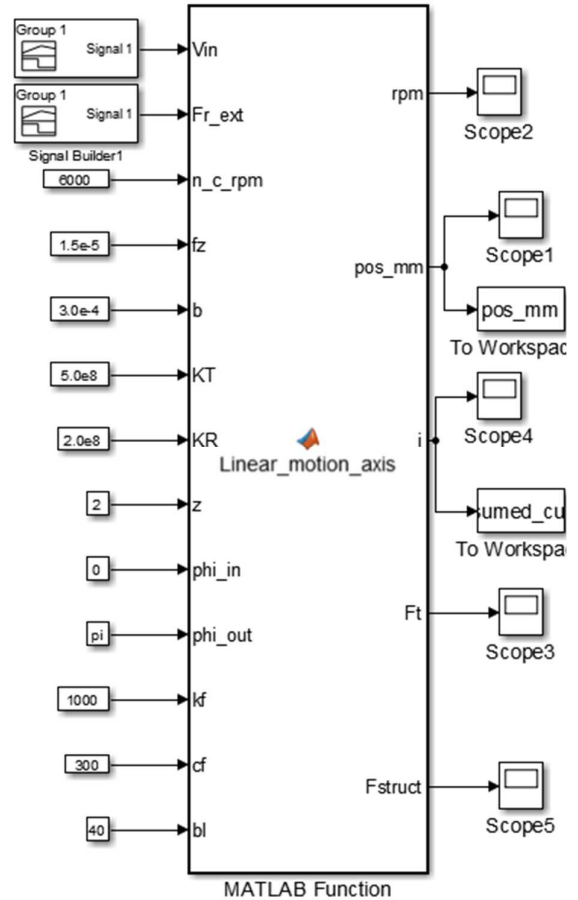 Group 1
Signal 1
Vin
Group 1
Signal 1
Fr_ext
Signal Builder1
6000
n_c_rpm
1.5e-5
fz
3.0e-4
b
5.0e8
KT
2.0e8
KR
2
z
0
phi_in
pi
phi_out
1000
kf
300
cf
40
bl
Linear_motion_axis
MATLAB Function
rpm
Scope2
pos_mm
Scope1
pos_mm
To Workspac
i
Scope4
sumed_cu
To Workspa
Ft
Scope3
Fstruct
Scope5